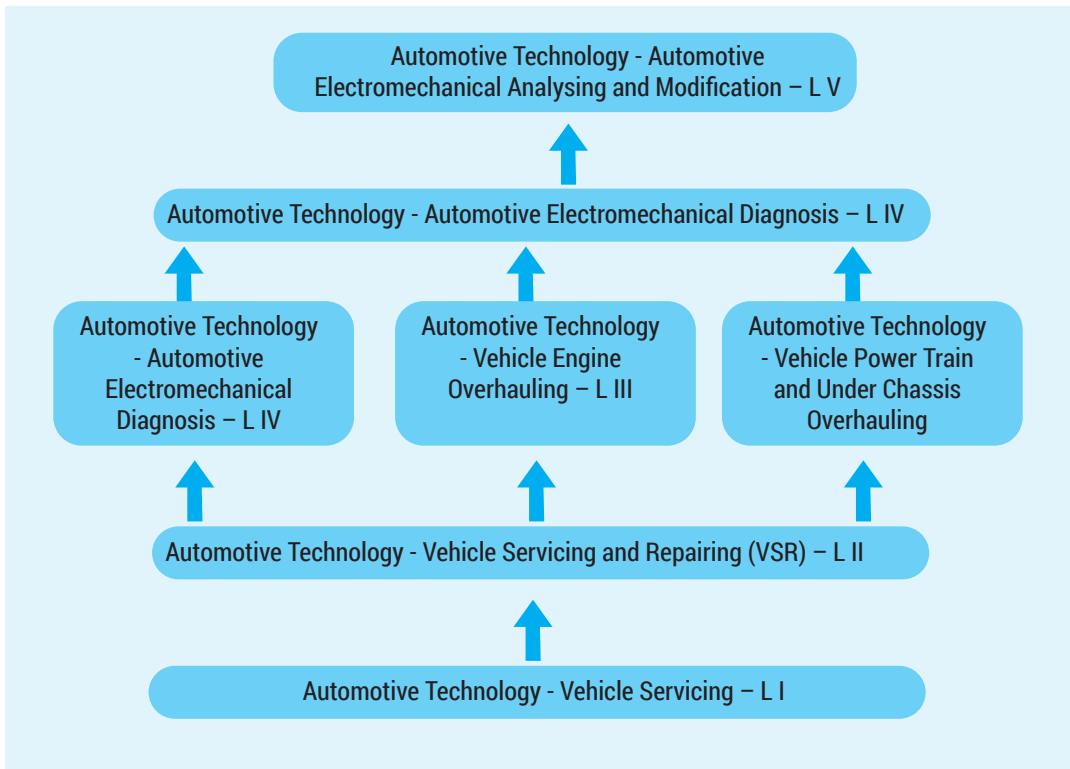 Automotive Technology - Automotive
Electromechanical Analysing and Modification – L V
Automotive Technology - Automotive Electromechanical Diagnosis – L IV
Automotive Technology
- Automotive
Electromechanical
Diagnosis – L IV
Automotive Technology
- Vehicle Engine
Overhauling – L III
Automotive Technology
- Vehicle Power Train
and Under Chassis
Overhauling
Automotive Technology - Vehicle Servicing and Repairing (VSR) – L II
Automotive Technology - Vehicle Servicing – L I